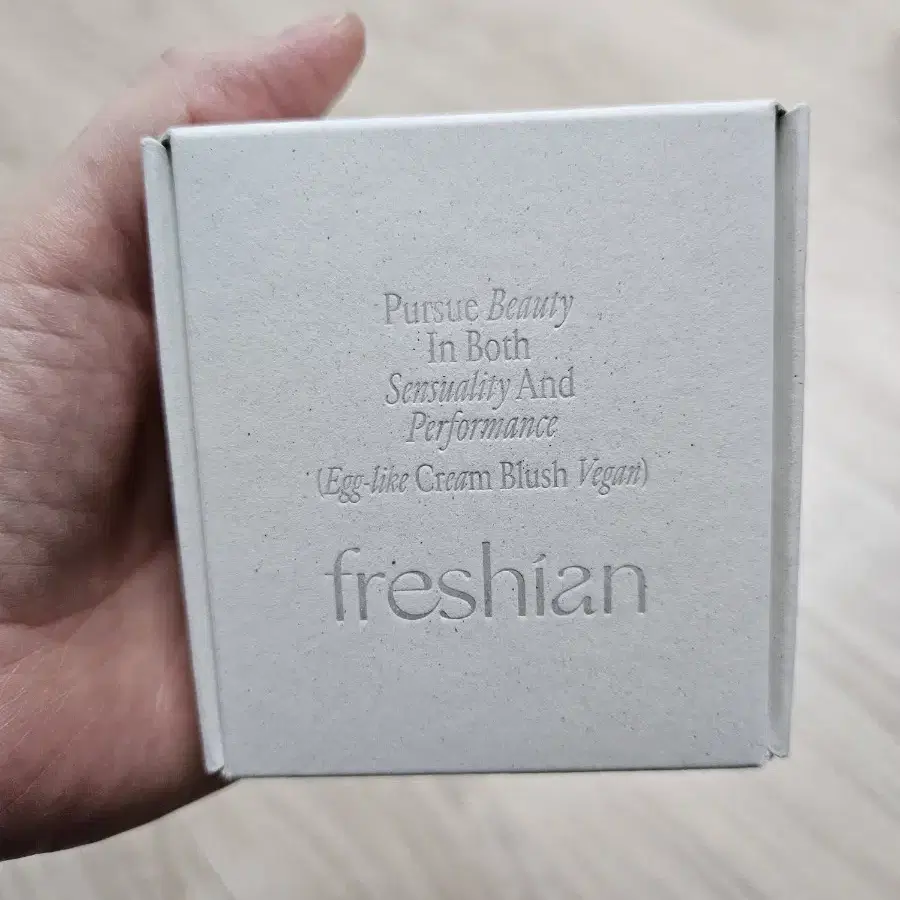 Pursue Beauty
In Both
Sensuality And
Performance
(Egg-like Cream Blush Vegan)
freshian